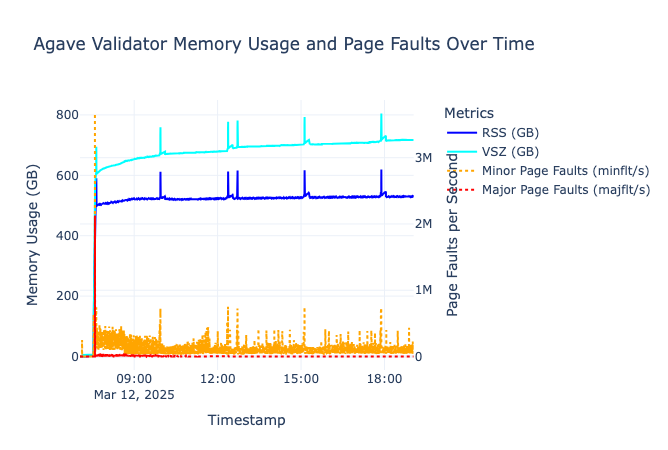 Agave Validator Memory Usage and Page Faults Over Time
Metrics
RSS (GB)
VSZ (GB)
Minor Page Faults (minflt/s)
Major Page Faults (majflt/s)
Memory Usage (GB)
800
600
400
200
0
Page Faults per Second
3M
2M
1M
0
09:00
12:00
15:00
18:00
Mar 12, 2025
Timestamp